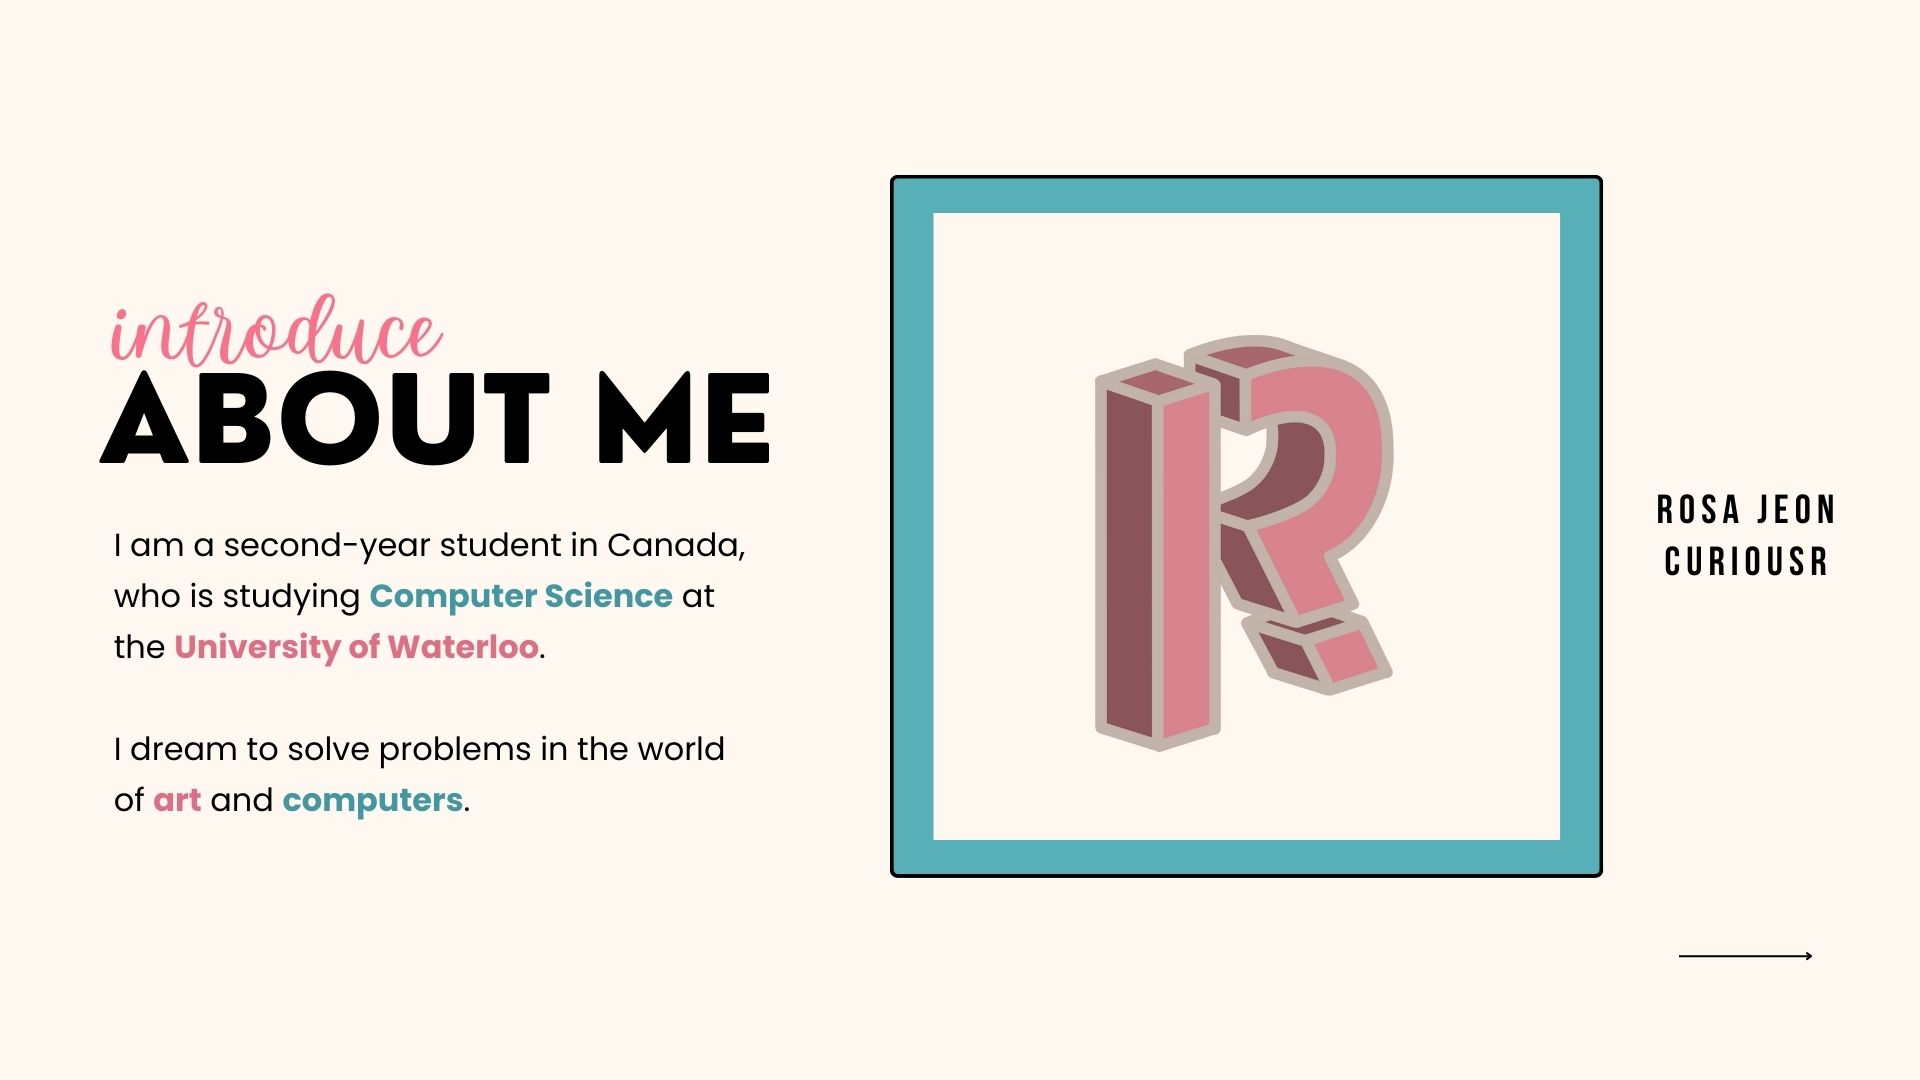 introduce
ABOUT ME
I am a second-year student in Canada,
who is studying Computer Science at
the University of Waterloo.
I dream to solve problems in the world
of art and computers.
R
ROSA JEON
CURIOUSR